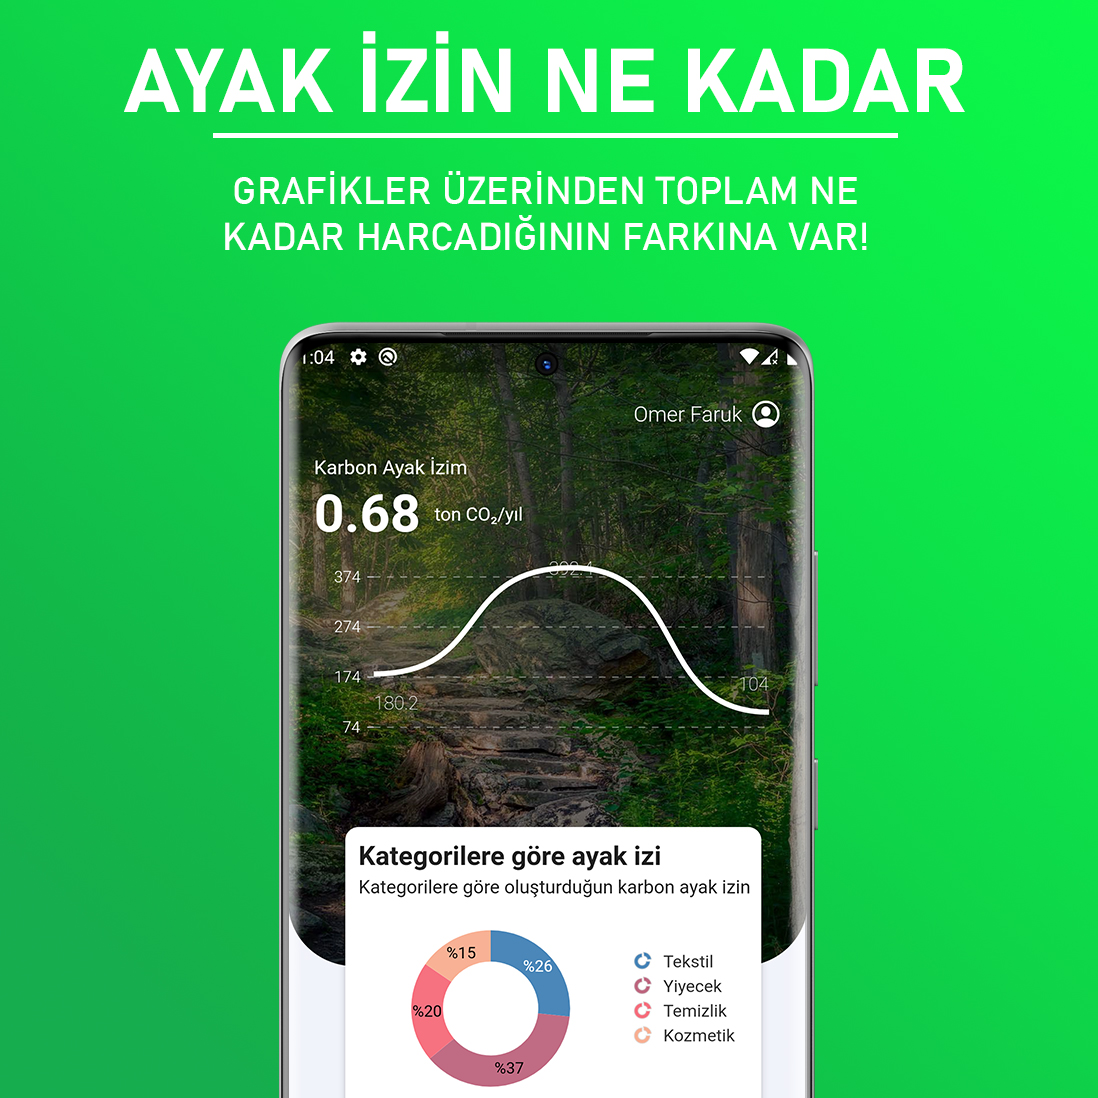 AYAK İZİN NE KADAR
GRAFİKLER ÜZERİNDEN TOPLAM NE
KADAR HARCADIĞININ FARKINA VAR!
:04
Omer Faruk
Karbon Ayak İzim
0.68 ton CO₂/yıl
392.4
374
274
174
104
180.2
74
Kategorilere göre ayak izi
Kategorilere göre oluşturduğun karbon ayak izin
%15
%26
%20
%37
Tekstil
Yiyecek
Temizlik
Kozmetik